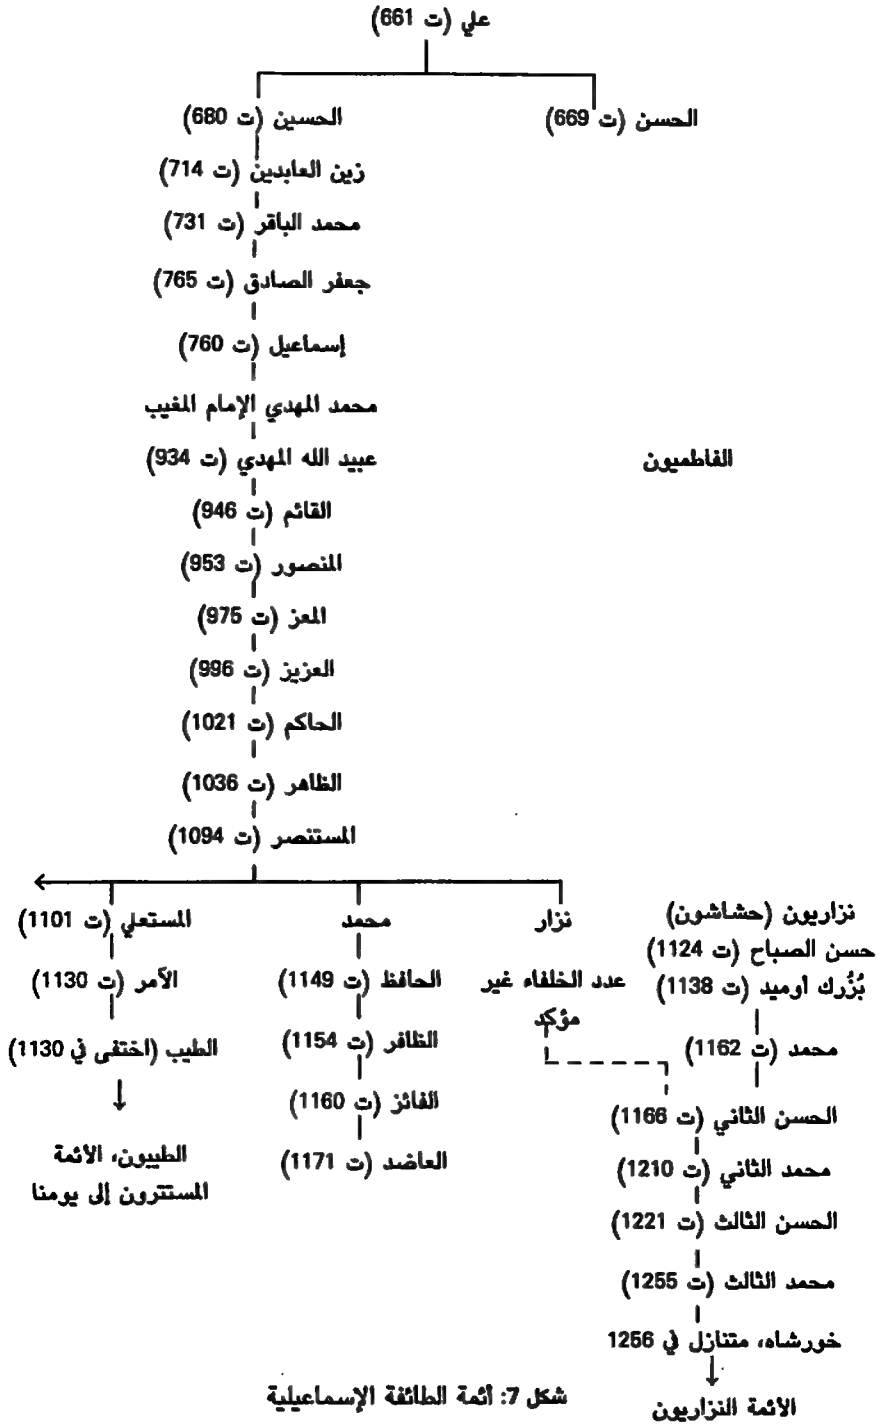 علي (ت 661)
الحسن (ت 669)
الحسين (ت 680)
زين العابدين (ت 714)
محمد الباقر (ت 731)
جعفر الصادق (ت 765)
إسماعيل (ت 760)
محمد المهدي الإمام المغيب
الفاطميون
عبيد الله المهدي (ت 934)
القائم (ت 946)
المنصور (ت 953)
المعز (ت 975)
العزيز (ت 996)
الحاكم (ت 1021)
الظاهر (ت 1036)
المستنصر (ت 1094)
نزاريون (حشاشون)
حسن الصباح (ت 1124)
بُزُرك أوميد (ت 1138)
محمد (ت 1162)
نزار
عدد الخلفاء غير
مؤكد
الحسن الثاني (ت 1166)
محمد الثاني (ت 1210)
الحسن الثالث (ت 1221)
محمد الثالث (ت 1255)
خورشاه، متنازل في 1256
الأئمة النزاريون
محمد
الحافظ (ت 1149)
الظافر (ت 1154)
الفائز (ت 1160)
العاضد (ت 1171)
المستعلي (ت 1101)
الآمر (ت 1130)
الطيب (اختفى في 1130)
الطيبون، الأئمة
المستترون إلى يومنا
شكل 7: أئمة الطائفة الإسماعيلية